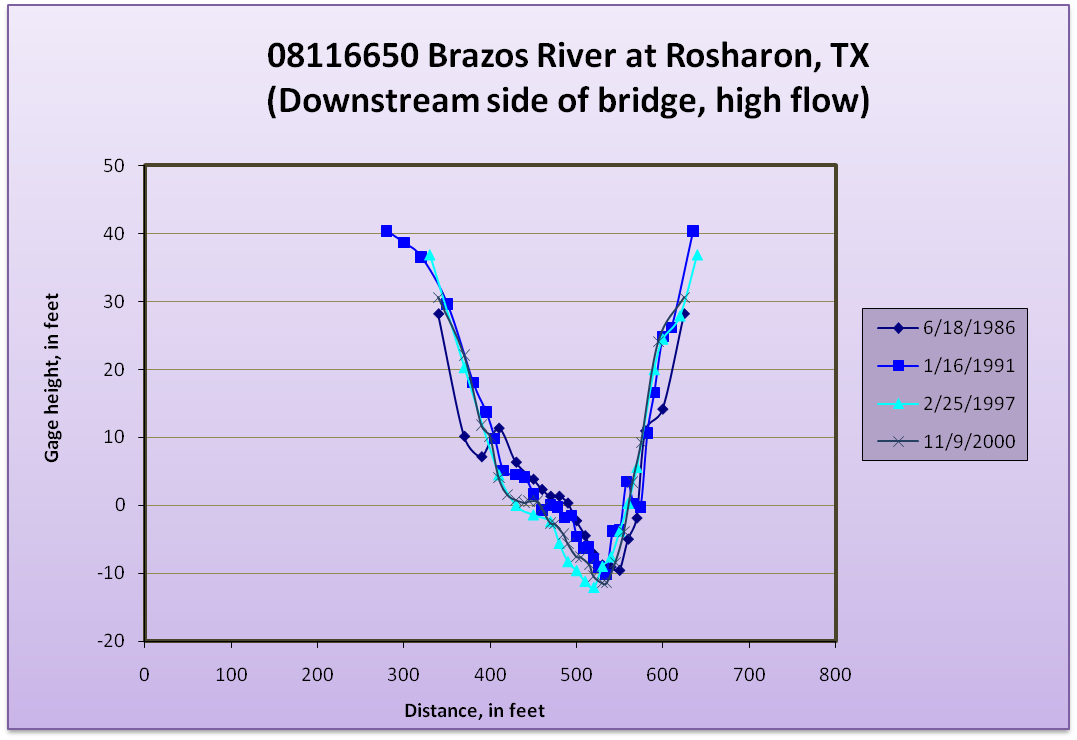 08116650 Brazos River at Rosharon, TX
(Downstream side of bridge, high flow)
Gage height, in feet
50
40
30
20
10
0
-10
-20
0 100 200 300 400 500 600 700 800
Distance, in feet
6/18/1986
1/16/1991
2/25/1997
11/9/2000